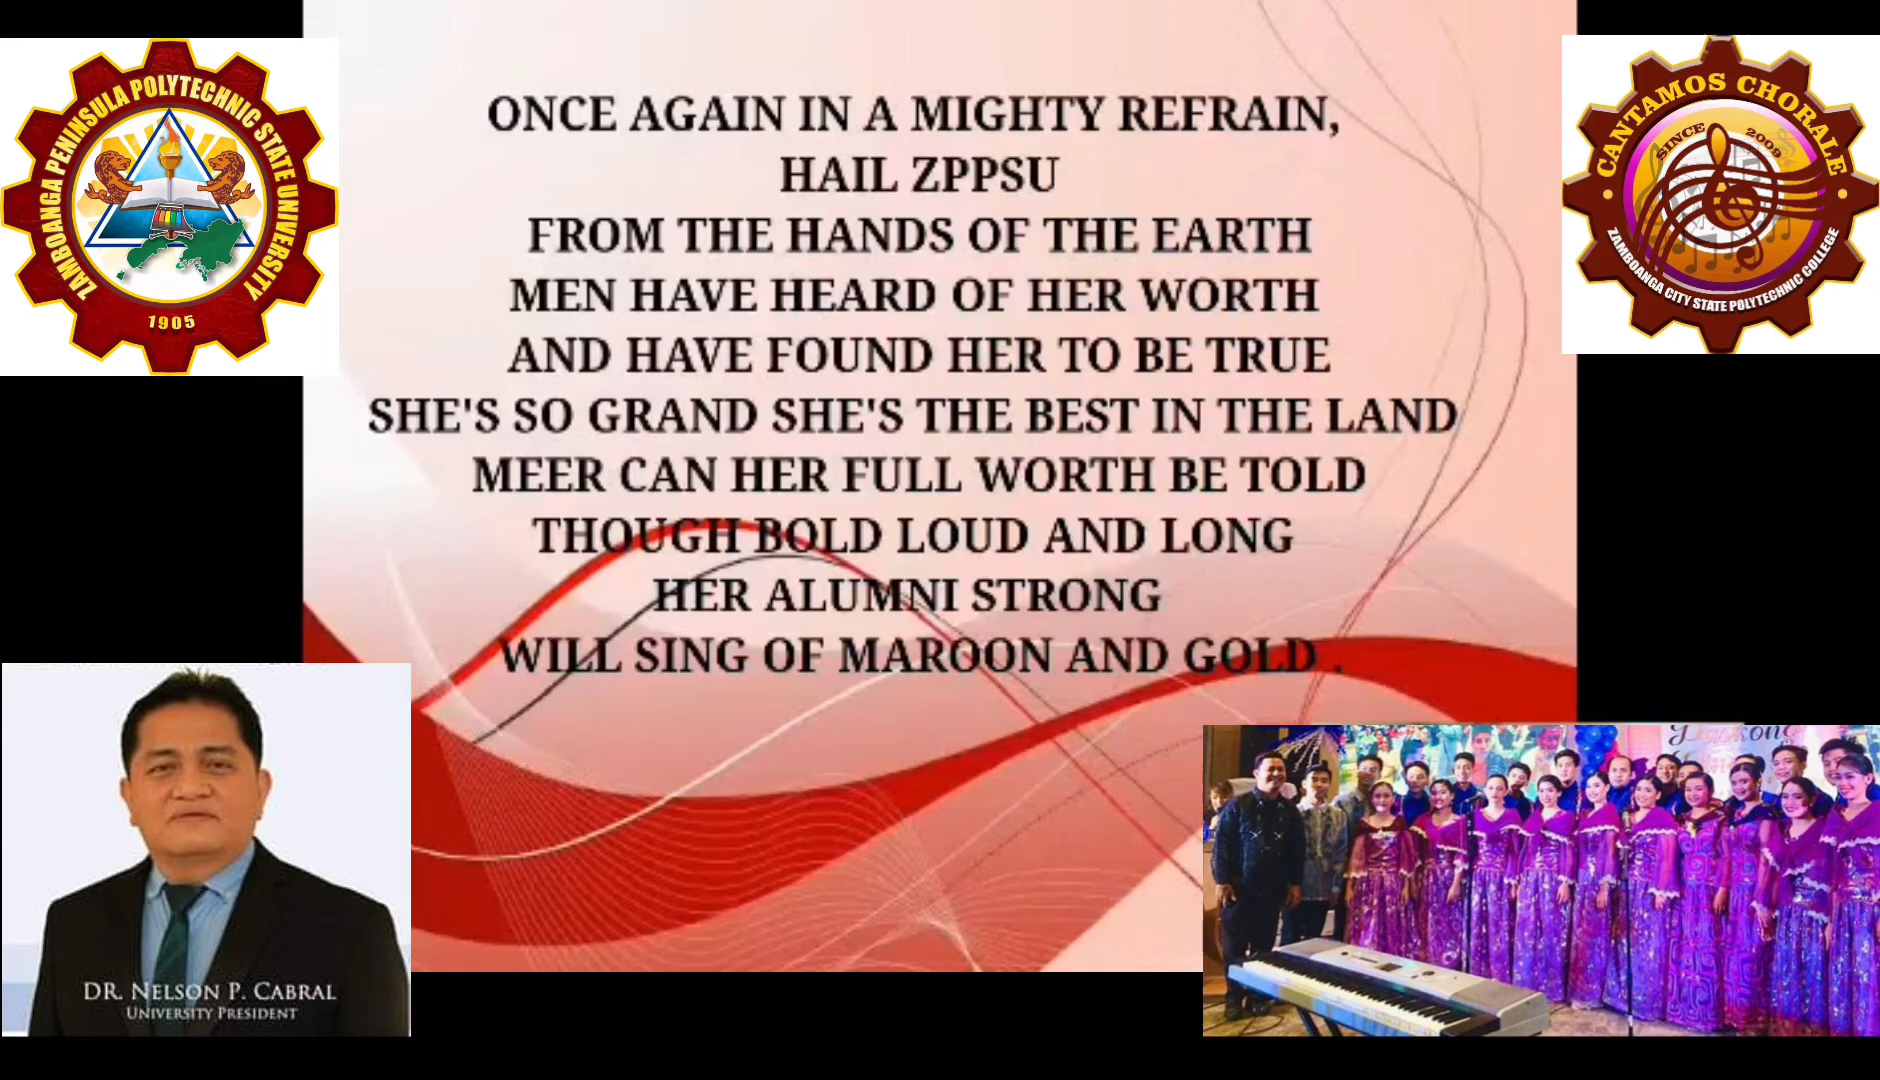 ZAMBOANGA PENINSULA POLYTECHNIC STATE UNIVERSITY
1905
ONCE AGAIN IN A MIGHTY REFRAIN,
HAIL ZPPSU
FROM THE HANDS OF THE EARTH
MEN HAVE HEARD OF HER WORTH
AND HAVE FOUND HER TO BE TRUE
SHE'S SO GRAND SHE'S THE BEST IN THE LAND
MEER CAN HER FULL WORTH BE TOLD
THOUGH BOLD LOUD AND LONG
HER ALUMNI STRONG
WILL SING OF MAROON AND GOLD .
CANTAMOS CHORALE
SINCE 2009
ZAMBOANGA CITY STATE POLYTECHNIC COLLEGE
DR. NELSON P. CABRAL
UNIVERSITY PRESIDENT